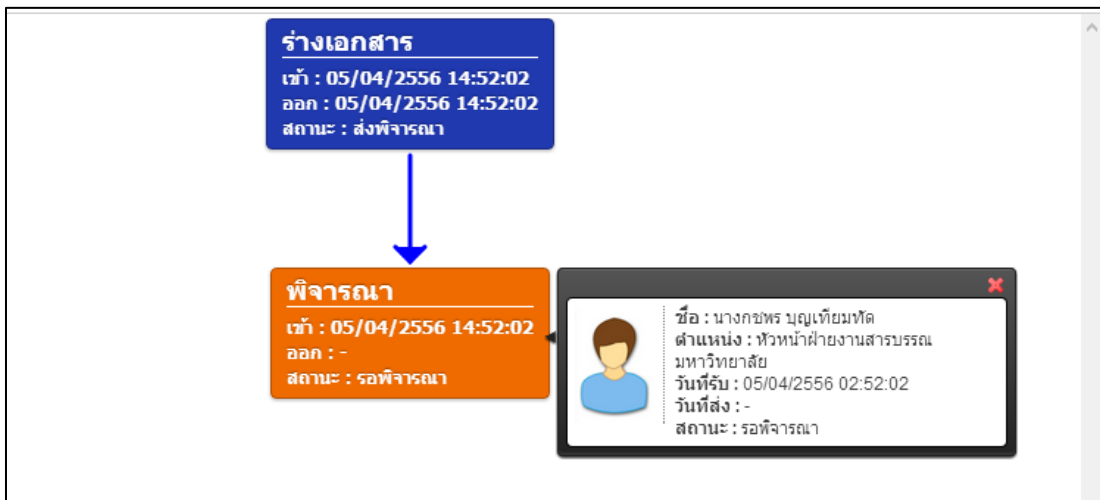 ร่างเอกสาร
เข้า : 05/04/2556 14:52:02
ออก : 05/04/2556 14:52:02
สถานะ : ส่งพิจารณา
พิจารณา
เข้า : 05/04/2556 14:52:02
ออก : -
สถานะ : รอพิจารณา
ชื่อ : นางกชพร บุญเทียมทัด
ตำแหน่ง : หัวหน้าฝ่ายงานสารบรรณ
มหาวิทยาลัย
วันที่รับ : 05/04/2556 02:52:02
วันที่ส่ง : -
สถานะ : รอพิจารณา